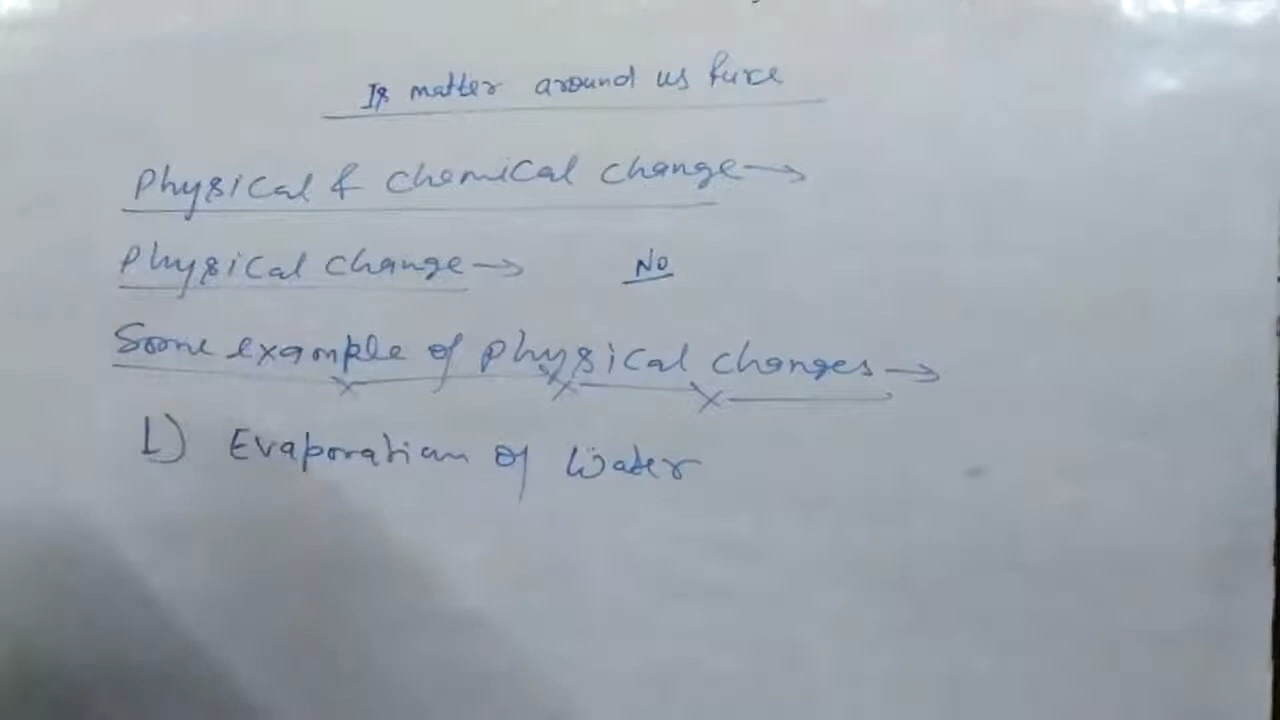 Is matter around us Pure
Physical & chemical change →
Physical change → No
Some example of physical changes →
1) Evaporation of Water